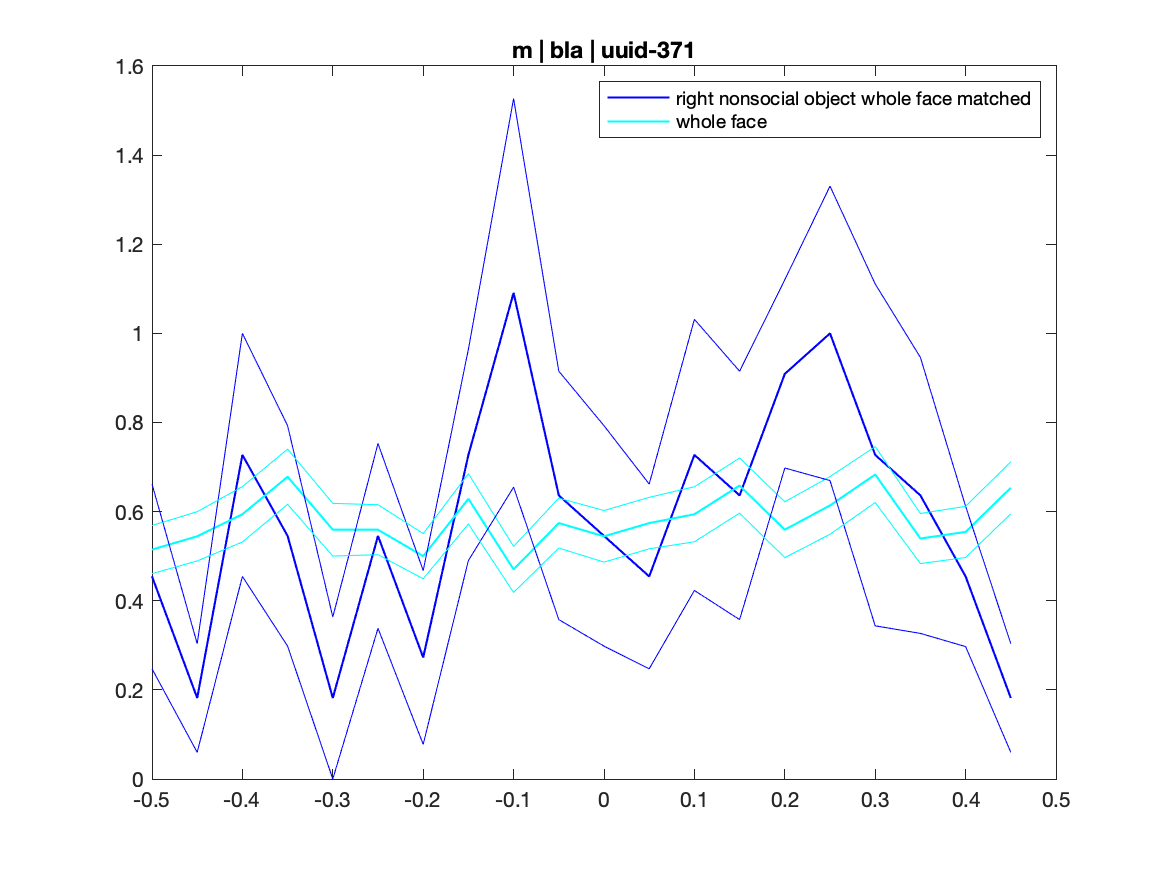 m | bla | uuid-371
right nonsocial object whole face matched
whole face
1.6
1.4
1.2
1
0.8
0.6
0.4
0.2
0
-0.5 -0.4 -0.3 -0.2 -0.1 0 0.1 0.2 0.3 0.4 0.5